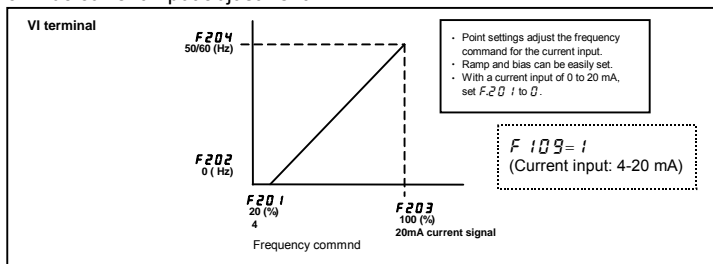 VI terminal
F204
50/60 (Hz)
F202
0 ( Hz)
F201
20 (%)
4
F203
100 (%)
20mA current signal
Frequency commnd
· Point settings adjust the frequency
command for the current input.
· Ramp and bias can be easily set.
· With a current input of 0 to 20 mA,
set F.201 to 0.
F109=1
(Current input: 4-20 mA)